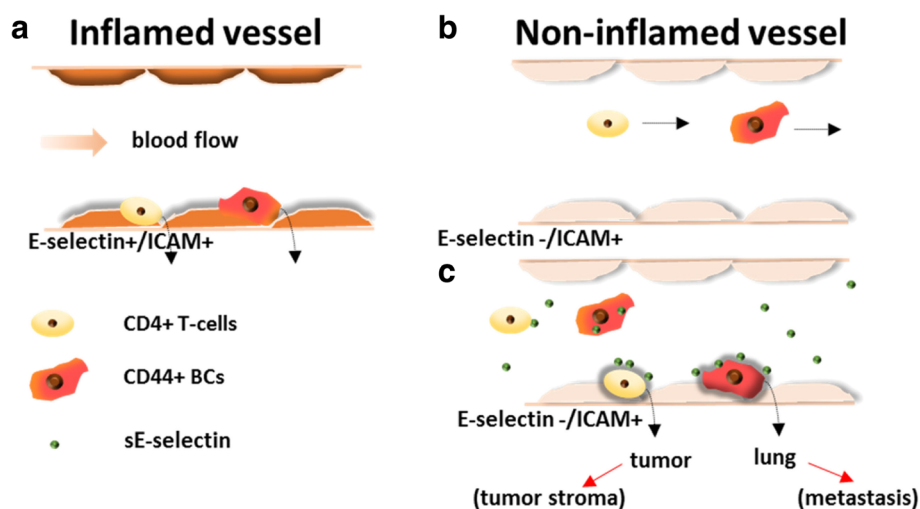 a Inflamed vessel
blood flow
E-selectin+/ICAM+
CD4+ T-cells
CD44+ BCs
sE-selectin
b Non-inflamed vessel
E-selectin -/ICAM+
c
E-selectin -/ICAM+
tumor
lung
(tumor stroma)
(metastasis)